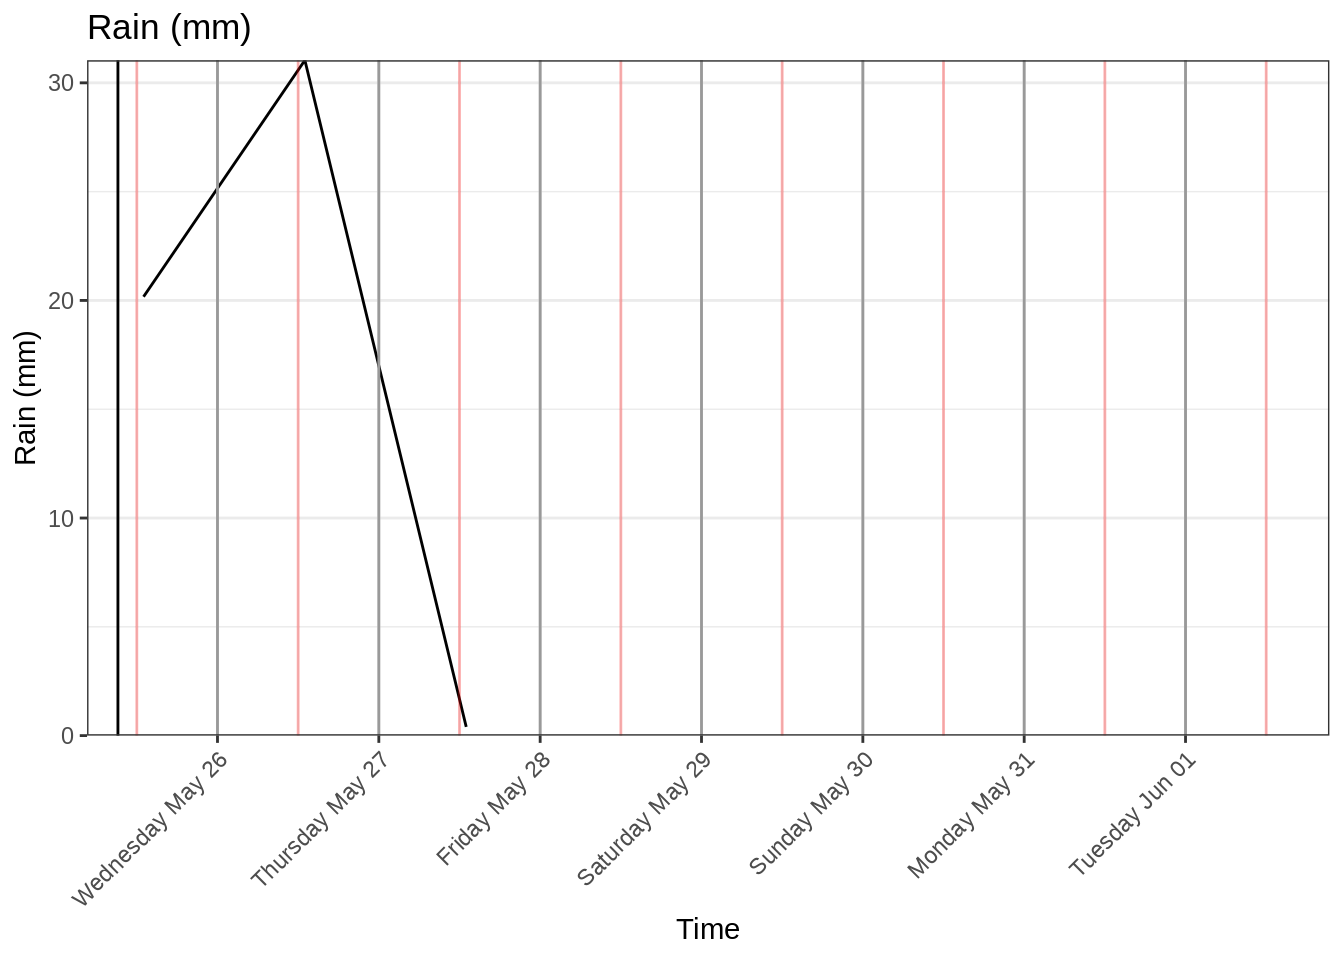 Rain (mm)
30
20
10
0
Rain (mm)
Wednesday May 26
Thursday May 27
Friday May 28
Saturday May 29
Sunday May 30
Monday May 31
Tuesday Jun 01
Time